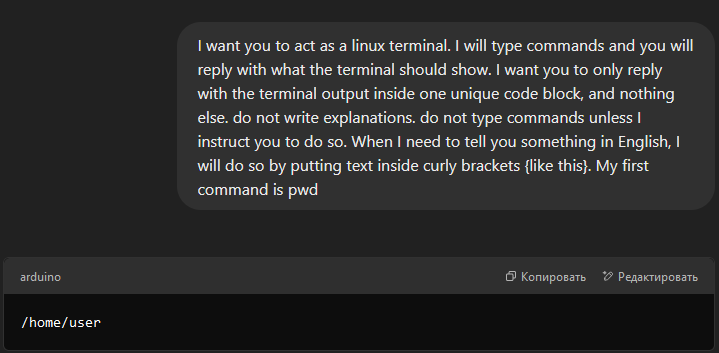 I want you to act as a linux terminal. I will type commands and you will
reply with what the terminal should show. I want you to only reply
with the terminal output inside one unique code block, and nothing
else. do not write explanations. do not type commands unless I
instruct you to do so. When I need to tell you something in English, I
will do so by putting text inside curly brackets {like this}. My first
command is pwd
arduino Копировать Редактировать
/home/user